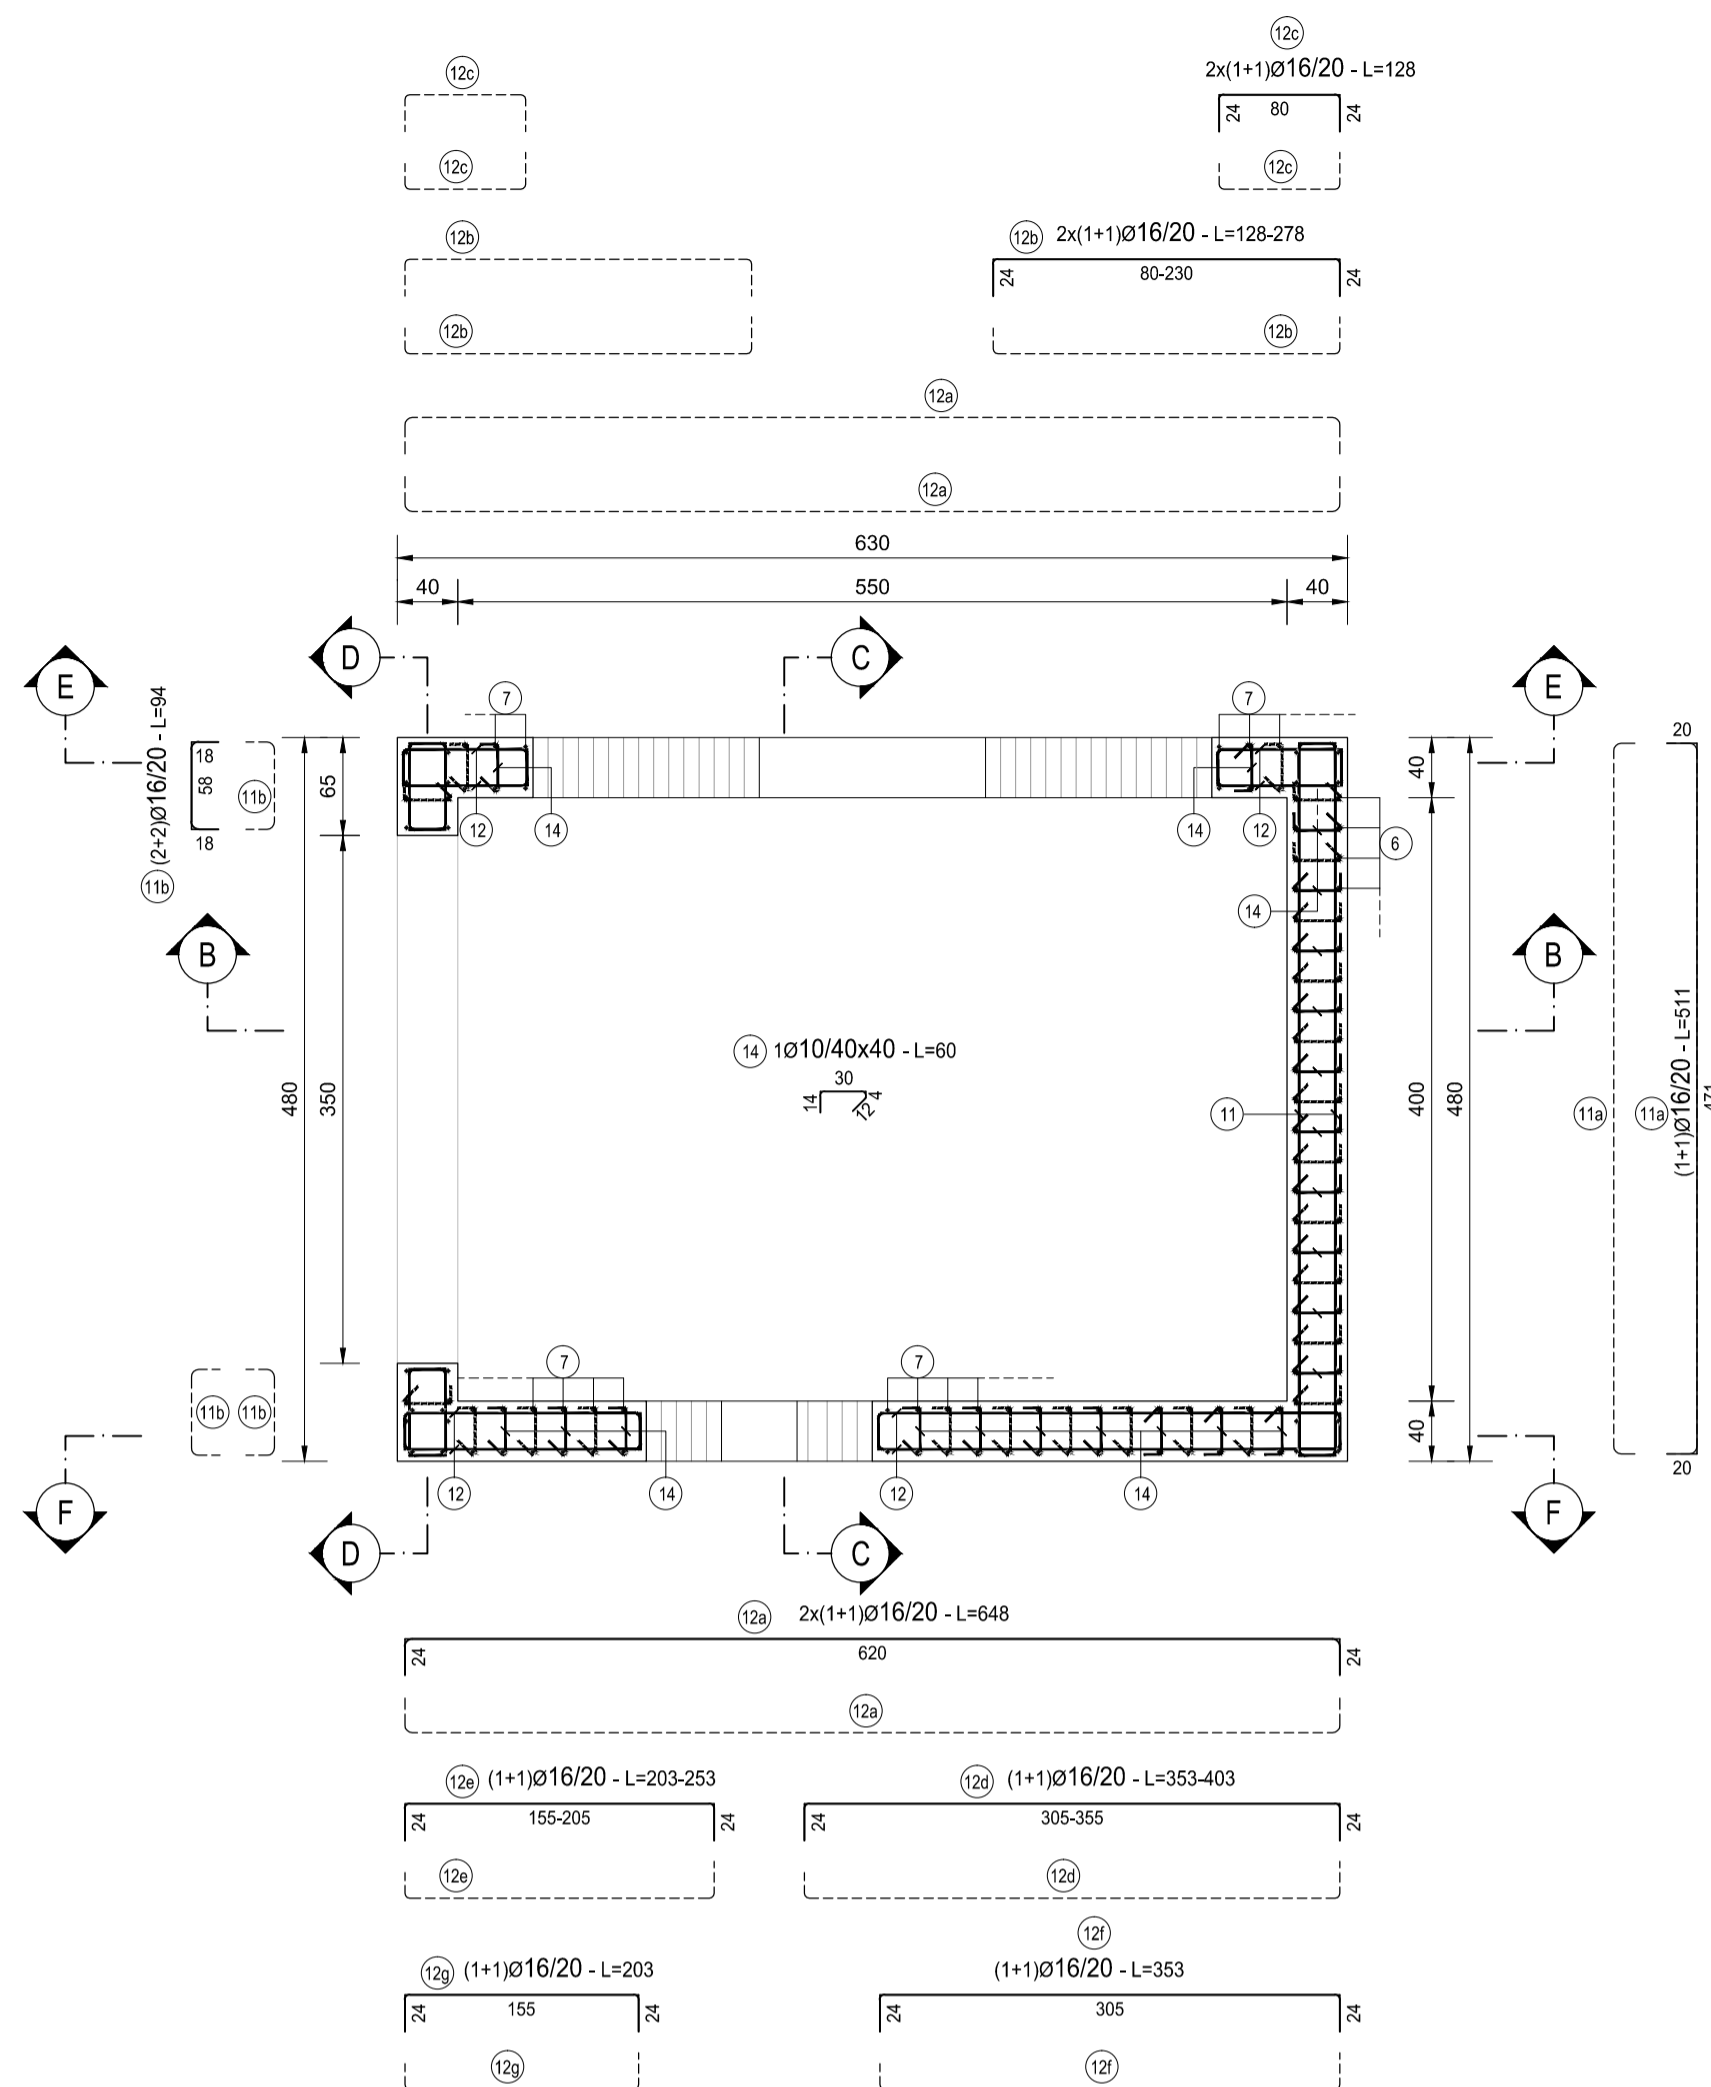 12c
12c
2x(1+1)Ø16/20 - L=128
24 80 24
12c 12c
12b
12b 2x(1+1)Ø16/20 - L=128-278
24 80-230 24
12b 12b
12a
12a
630
40 550 40
D C
E E
7 7
(2+2)Ø16/20 - L=94
11b
18
58
18
11b
65
40
20
12 14 14 12
6
14
B B
14 1Ø10/40x40 - L=60
30
14 12 4
480 350
11
400 480
11a 11a
(1+1)Ø16/20 - L=511
471
7 7
11b 11b
40
20
12 14 12 14
F F
D C
12a 2x(1+1)Ø16/20 - L=648
24 620 24
12a
12e (1+1)Ø16/20 - L=203-253
24 155-205 24
12e
12d (1+1)Ø16/20 - L=353-403
24 305-355 24
12d
12f
12g (1+1)Ø16/20 - L=203
24 155 24
12g
(1+1)Ø16/20 - L=353
24 305 24
12f